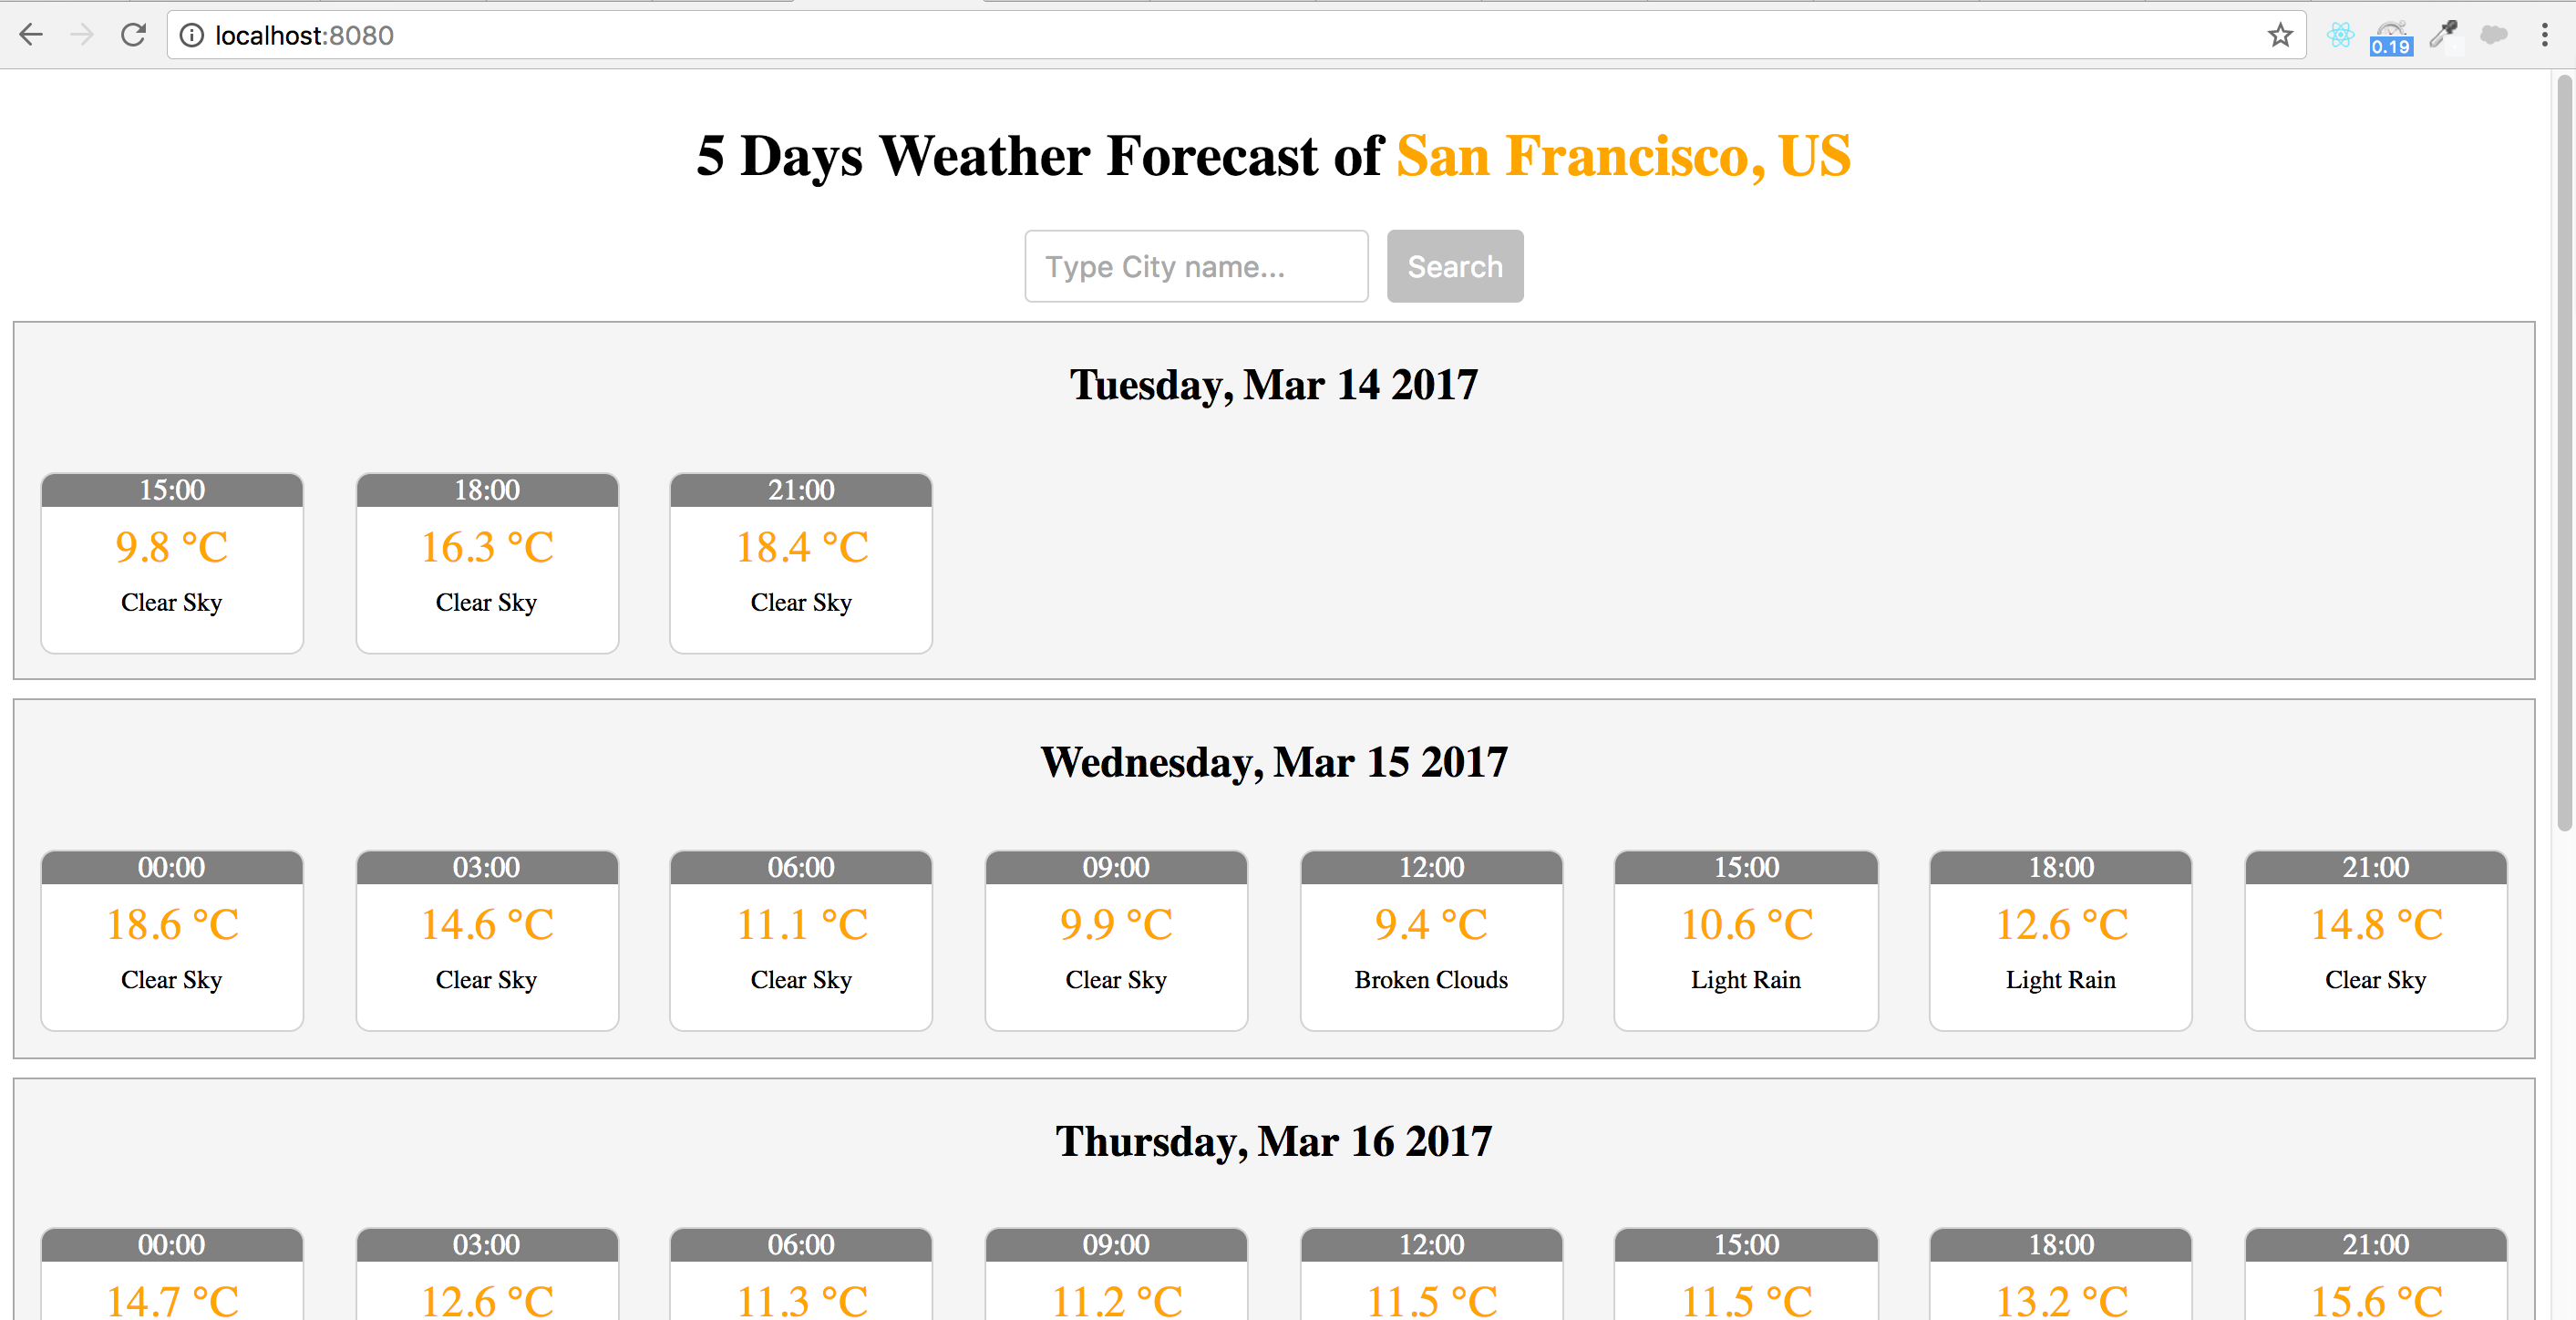 localhost:8080
0.19
5 Days Weather Forecast of San Francisco, US
Type City name...
Search
Tuesday, Mar 14 2017
15:00 18:00 21:00
9.8 °C 16.3 °C 18.4 °C
Clear Sky Clear Sky Clear Sky
Wednesday, Mar 15 2017
00:00 03:00 06:00 09:00 12:00 15:00 18:00 21:00
18.6 °C 14.6 °C 11.1 °C 9.9 °C 9.4 °C 10.6 °C 12.6 °C 14.8 °C
Clear Sky Clear Sky Clear Sky Clear Sky Broken Clouds Light Rain Light Rain Clear Sky
Thursday, Mar 16 2017
00:00 03:00 06:00 09:00 12:00 15:00 18:00 21:00
14.7 °C 12.6 °C 11.3 °C 11.2 °C 11.5 °C 11.5 °C 13.2 °C 15.6 °C